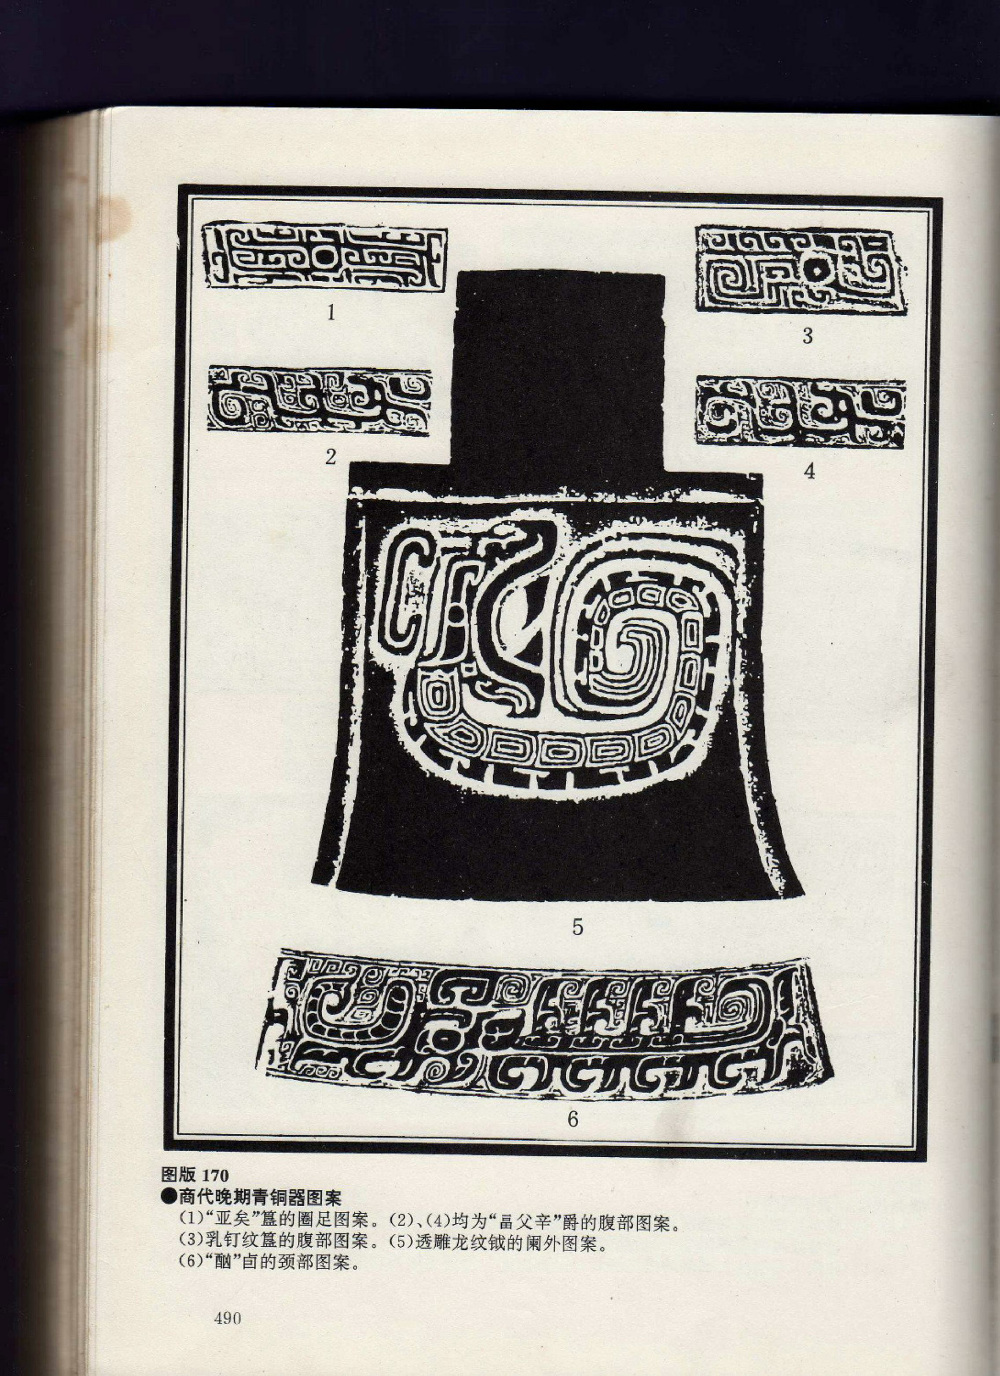 1
3
2
4
5
6
图版 170
●商代晚期青铜器图案
(1)“亚矣”簋的圈足图案。(2)、(4)均为“畐父辛”爵的腹部图案。
(3)乳钉纹簋的腹部图案。(5)透雕龙纹钺的阑外图案。
(6)“ ”卣的颈部图案。
490